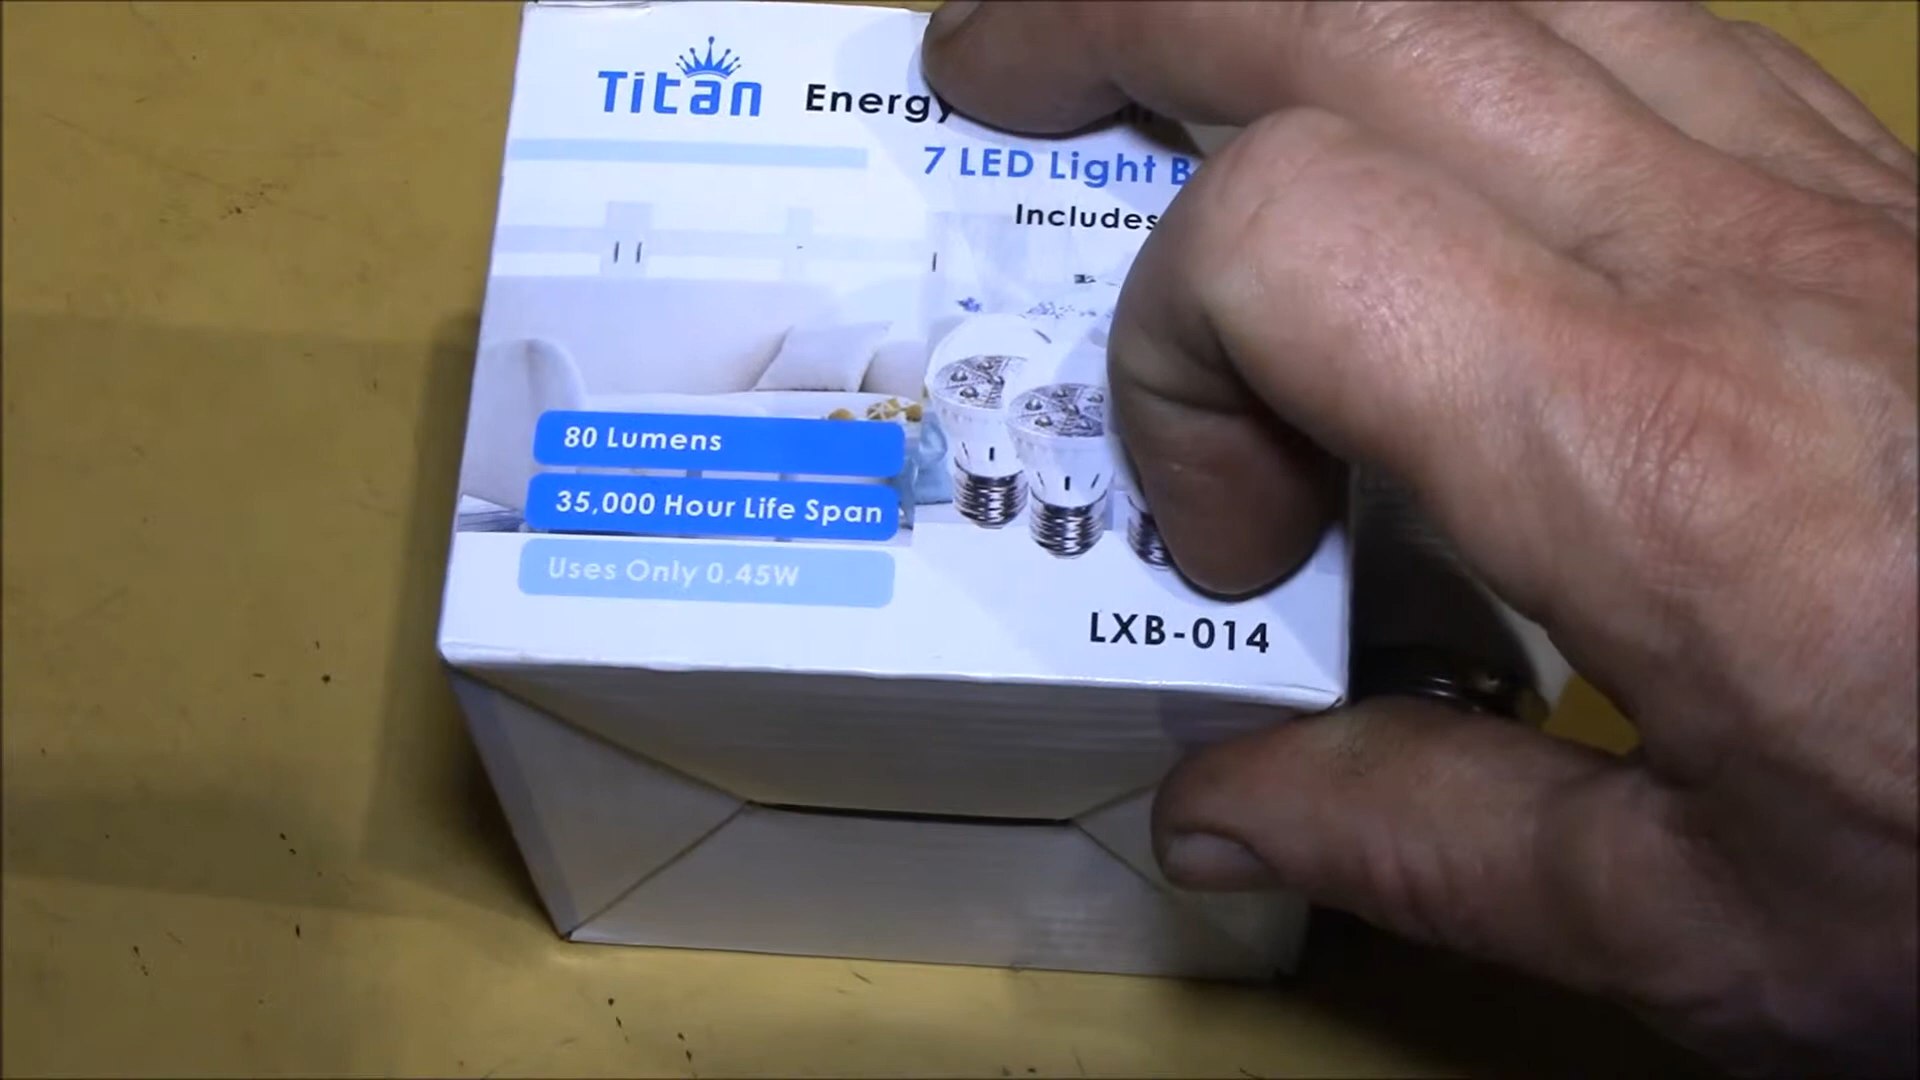 Titan Energy
7 LED Light
Includes
80 Lumens
35,000 Hour Life Span
Uses Only 0.45W
LXB-014